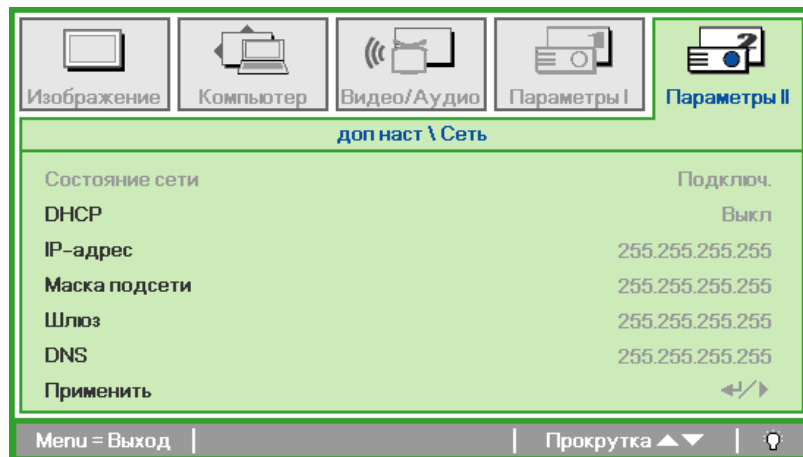 Изображение Компьютер Видео/Аудио Параметры I Параметры II
доп наст \ Сеть
Состояние сети Подключ.
DHCP Выкл
IP-адрес 255.255.255.255
Маска подсети 255.255.255.255
Шлюз 255.255.255.255
DNS 255.255.255.255
Применить
Menu = Выход Прокрутка